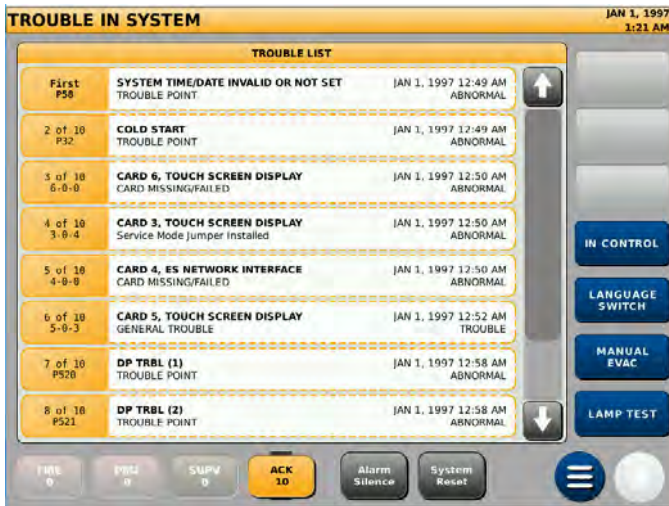 TROUBLE IN SYSTEM
JAN 1, 1997
1:21 AM
TROUBLE LIST
First
P58
SYSTEM TIME/DATE INVALID OR NOT SET
TROUBLE POINT
JAN 1, 1997 12:49 AM
ABNORMAL
2 of 10
P32
COLD START
TROUBLE POINT
JAN 1, 1997 12:49 AM
ABNORMAL
3 of 10
6-0-0
CARD 6, TOUCH SCREEN DISPLAY
CARD MISSING/FAILED
JAN 1, 1997 12:50 AM
ABNORMAL
4 of 10
3-0-4
CARD 3, TOUCH SCREEN DISPLAY
Service Mode Jumper Installed
JAN 1, 1997 12:50 AM
ABNORMAL
5 of 10
4-0-0
CARD 4, ES NETWORK INTERFACE
CARD MISSING/FAILED
JAN 1, 1997 12:50 AM
ABNORMAL
6 of 10
5-0-3
CARD 5, TOUCH SCREEN DISPLAY
GENERAL TROUBLE
JAN 1, 1997 12:52 AM
TROUBLE
7 of 10
P520
DP TRBL (1)
TROUBLE POINT
JAN 1, 1997 12:58 AM
ABNORMAL
8 of 10
P521
DP TRBL (2)
TROUBLE POINT
JAN 1, 1997 12:58 AM
ABNORMAL
IN CONTROL
LANGUAGE
SWITCH
MANUAL
EVAC
LAMP TEST
FIRE
0
PRI2
0
SUPV
0
ACK
10
Alarm
Silence
System
Reset